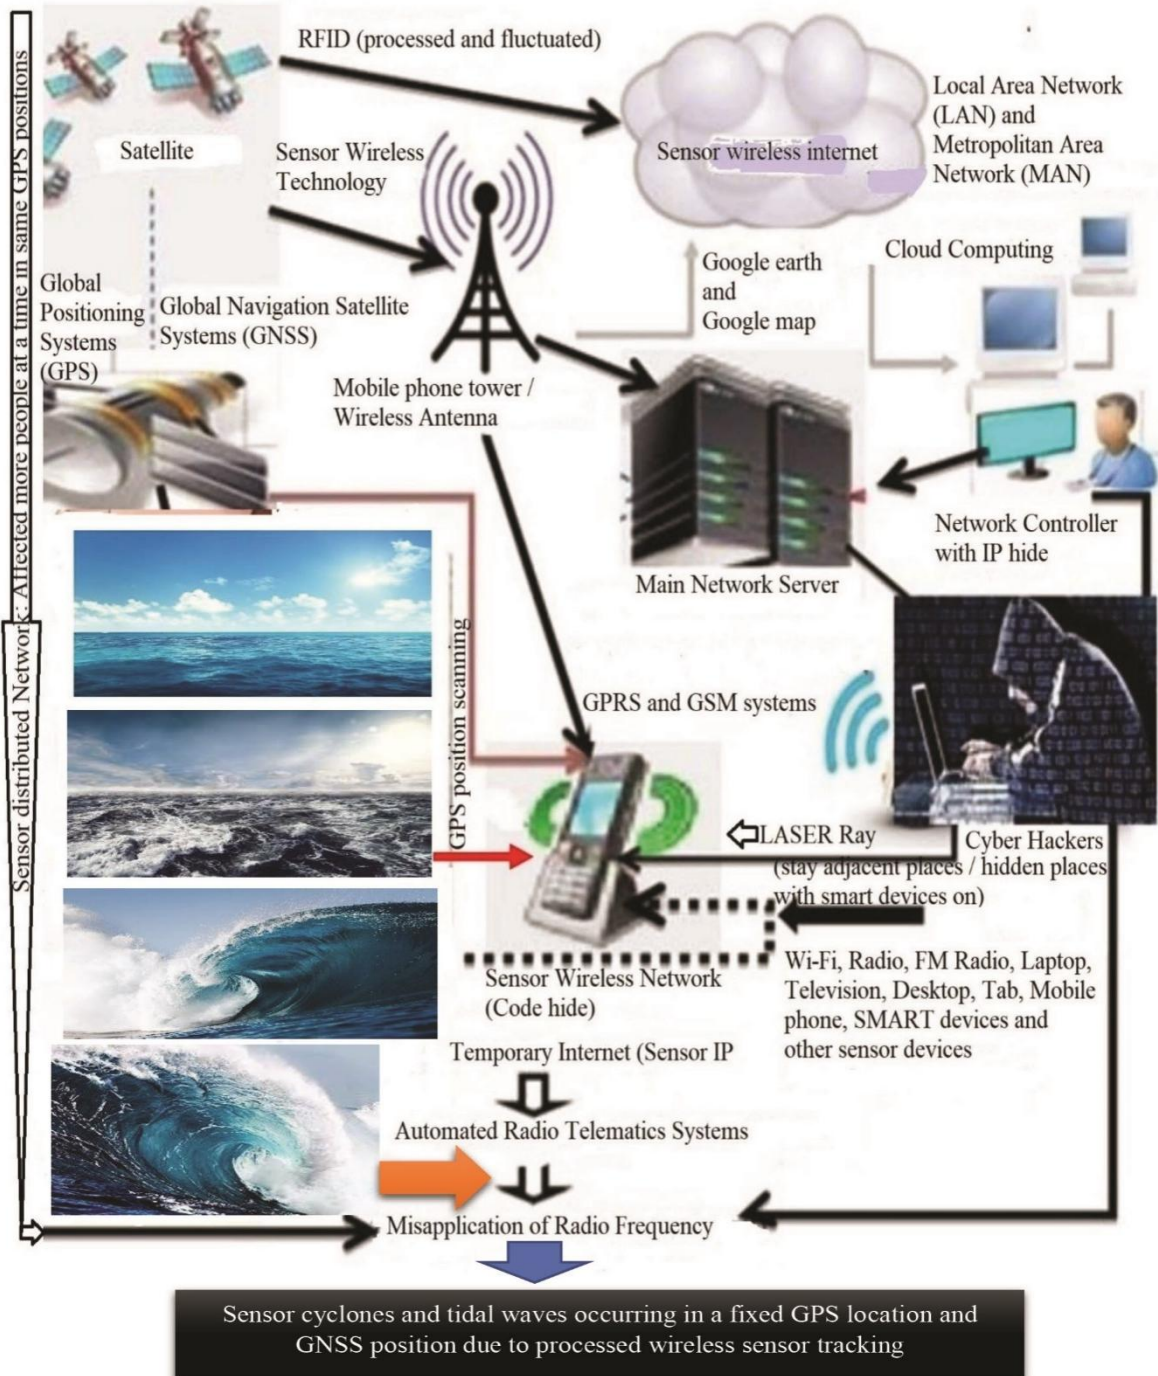 RFID (processed and fluctuated)
Local Area Network
(LAN) and
Metropolitan Area
Network (MAN)
Satellite
Sensor Wireless
Technology
Sensor wireless internet
Cloud Computing
Google earth
and
Google map
Global
Positioning
Systems
(GPS)
Global Navigation Satellite
Systems (GNSS)
Mobile phone tower /
Wireless Antenna
Network Controller
with IP hide
Main Network Server
Sensor distributed Network: Affected more people at a time in same GPS positions
GPS position scanning
GPRS and GSM systems
LASER Ray
Cyber Hackers
(stay adjacent places / hidden places
with smart devices on)
Wi-Fi, Radio, FM Radio, Laptop,
Television, Desktop, Tab, Mobile
phone, SMART devices and
other sensor devices
Sensor Wireless Network
(Code hide)
Temporary Internet (Sensor IP
Automated Radio Telematics Systems
Misapplication of Radio Frequency
Sensor cyclones and tidal waves occurring in a fixed GPS location and
GNSS position due to processed wireless sensor tracking